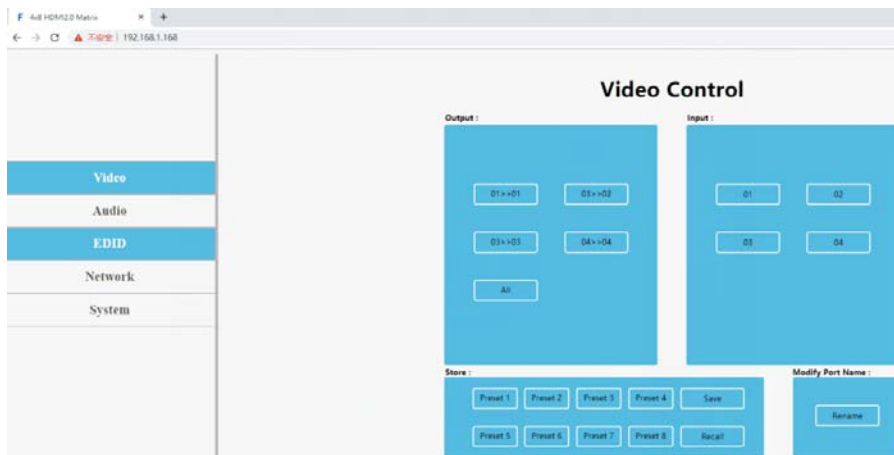 F 4x8 HDMI2.0 Matrix × +
不安全 | 192.168.1.168
Video Control
Output :
Input :
Video
Audio
EDID
Network
System
01>>01 03>>02
03>>03 04>>04
All
01 02
03 04
Store :
Preset 1 Preset 2 Preset 3 Preset 4 Save
Preset 5 Preset 6 Preset 7 Preset 8 Recall
Modify Port Name :
Rename